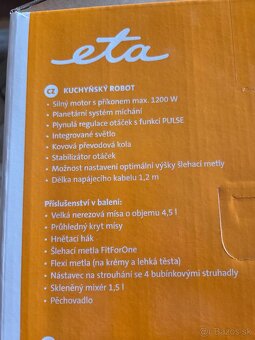 eta
CZ KUCHYŇSKÝ ROBOT
• Silný motor s příkonem max. 1200 W
• Planetární systém míchání
• Plynulá regulace otáček s funkcí PULSE
• Integrované světlo
• Kovová převodová kola
• Stabilizátor otáček
• Možnost nastavení optimální výšky šlehací metly
• Délka napájecího kabelu 1,2 m
Příslušenství v balení:
• Velká nerezová mísa o objemu 4,5 l
• Průhledný kryt mísy
• Hnětací hák
• Šlehací metla FitForOne
• Flexi metla (na krémy a lehká těsta)
• Nástavec na strouhání se 4 bubínkovými struhadly
• Skleněný mixér 1,5 l
• Pěchovadlo
© Bazos.sk